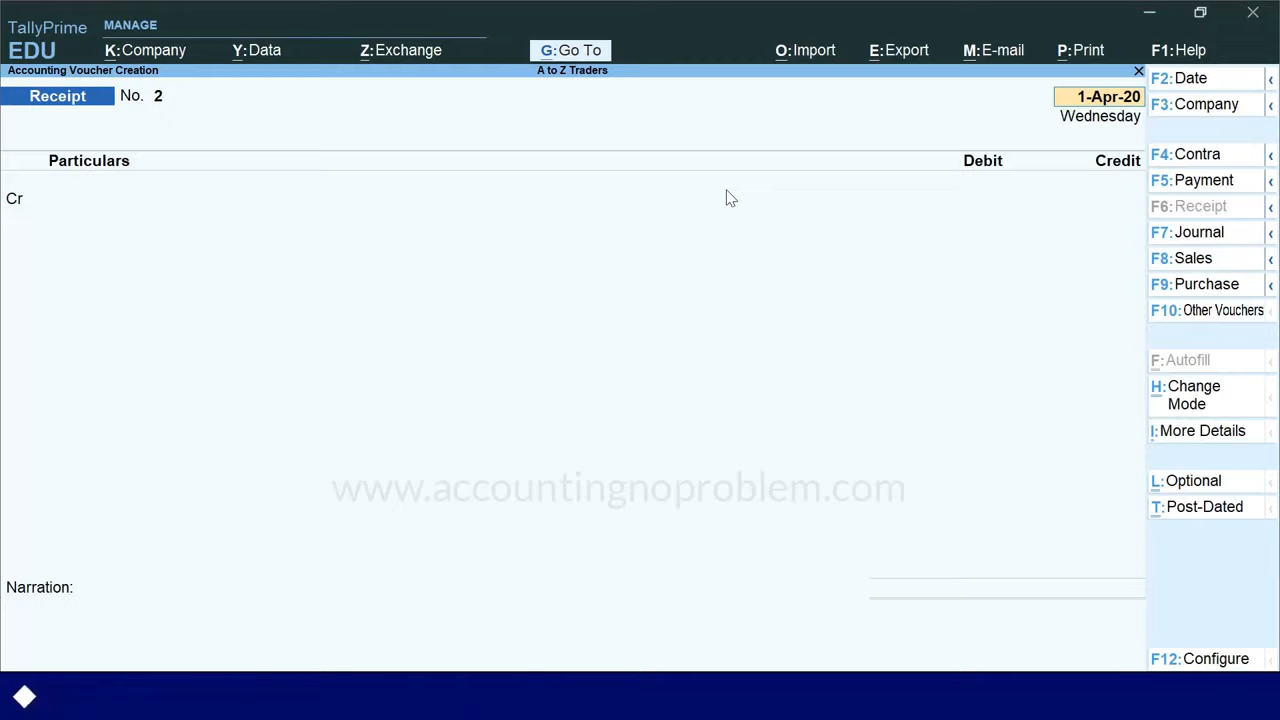 TallyPrime MANAGE
EDU K:Company Y:Data Z:Exchange G:Go To O:Import E:Export M:E-mail P:Print F1:Help
Accounting Voucher Creation A to Z Traders
F2:Date
Receipt No. 2 1-Apr-20
F3:Company
Wednesday
Particulars Debit Credit
F4:Contra
F5:Payment
Cr
F6:Receipt
F7:Journal
F8:Sales
F9:Purchase
F10:Other Vouchers
F:Autofill
H:Change
Mode
I:More Details
L:Optional
www.accountingnoproblem.com
T:Post-Dated
Narration:
F12:Configure